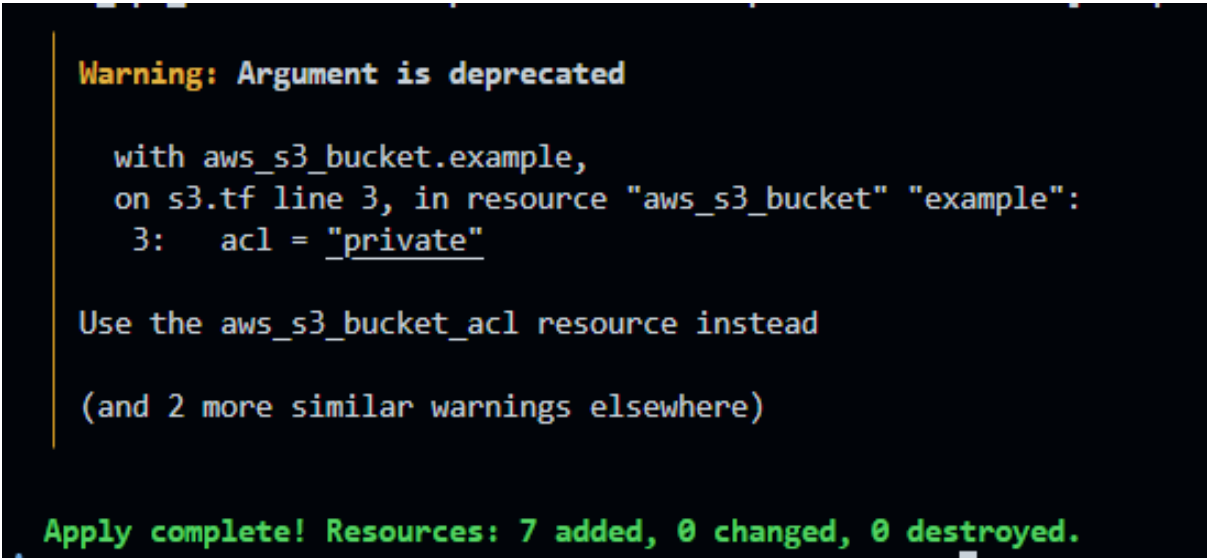 Warning: Argument is deprecated
with aws_s3_bucket.example,
on s3.tf line 3, in resource "aws_s3_bucket" "example":
3:   acl = "private"
Use the aws_s3_bucket_acl resource instead
(and 2 more similar warnings elsewhere)
Apply complete! Resources: 7 added, 0 changed, 0 destroyed.